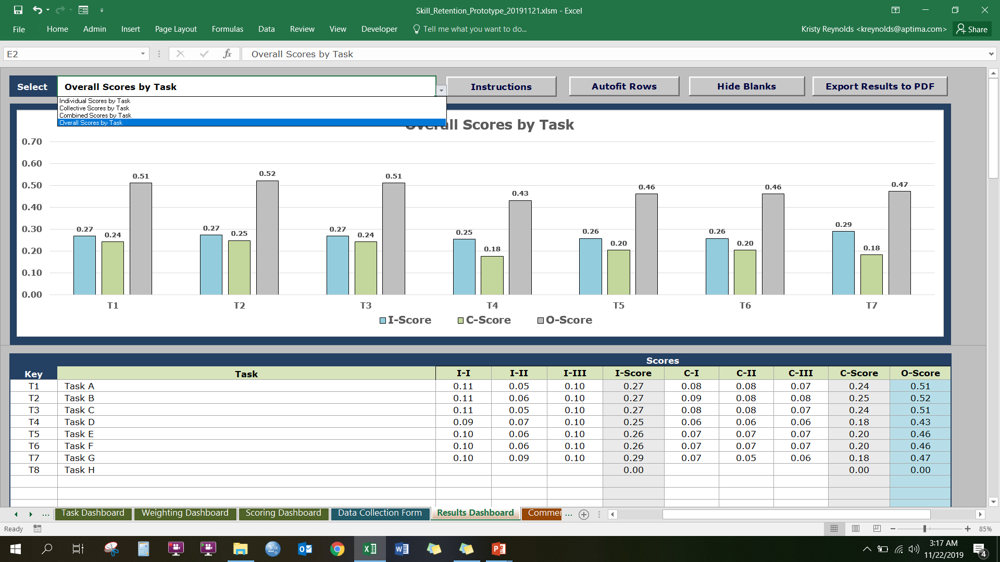 Skill_Retention_Prototype_20191121.xlsm - Excel
File Home Admin Insert Page Layout Formulas Data Review View Developer Tell me what you want to do... Kristy Reynolds <kreynolds@aptima.com> Share
E2 fx Overall Scores by Task
Select Overall Scores by Task Instructions Autofit Rows Hide Blanks Export Results to PDF
Individual Scores by Task
Collective Scores by Task
Combined Scores by Task
Overall Scores by Task
Overall Scores by Task
0.70
0.60
0.50
0.40
0.30
0.20
0.10
0.00
0.27 0.24 0.51
0.27 0.25 0.52
0.27 0.24 0.51
0.25 0.18 0.43
0.26 0.20 0.46
0.26 0.20 0.46
0.29 0.18 0.47
T1 T2 T3 T4 T5 T6 T7
I-Score C-Score O-Score
Scores
Key Task I-I I-II I-III I-Score C-I C-II C-III C-Score O-Score
T1 Task A 0.11 0.05 0.10 0.27 0.08 0.08 0.07 0.24 0.51
T2 Task B 0.11 0.06 0.10 0.27 0.09 0.08 0.08 0.25 0.52
T3 Task C 0.11 0.05 0.10 0.27 0.08 0.08 0.07 0.24 0.51
T4 Task D 0.09 0.07 0.10 0.25 0.06 0.06 0.06 0.18 0.43
T5 Task E 0.10 0.06 0.10 0.26 0.07 0.07 0.07 0.20 0.46
T6 Task F 0.10 0.06 0.10 0.26 0.07 0.07 0.07 0.20 0.46
T7 Task G 0.10 0.09 0.10 0.29 0.07 0.05 0.06 0.18 0.47
T8 Task H 0.00 0.00 0.00
... Task Dashboard Weighting Dashboard Scoring Dashboard Data Collection Form Results Dashboard Commer ...
Ready 85%
3:17 AM
11/22/2019
4